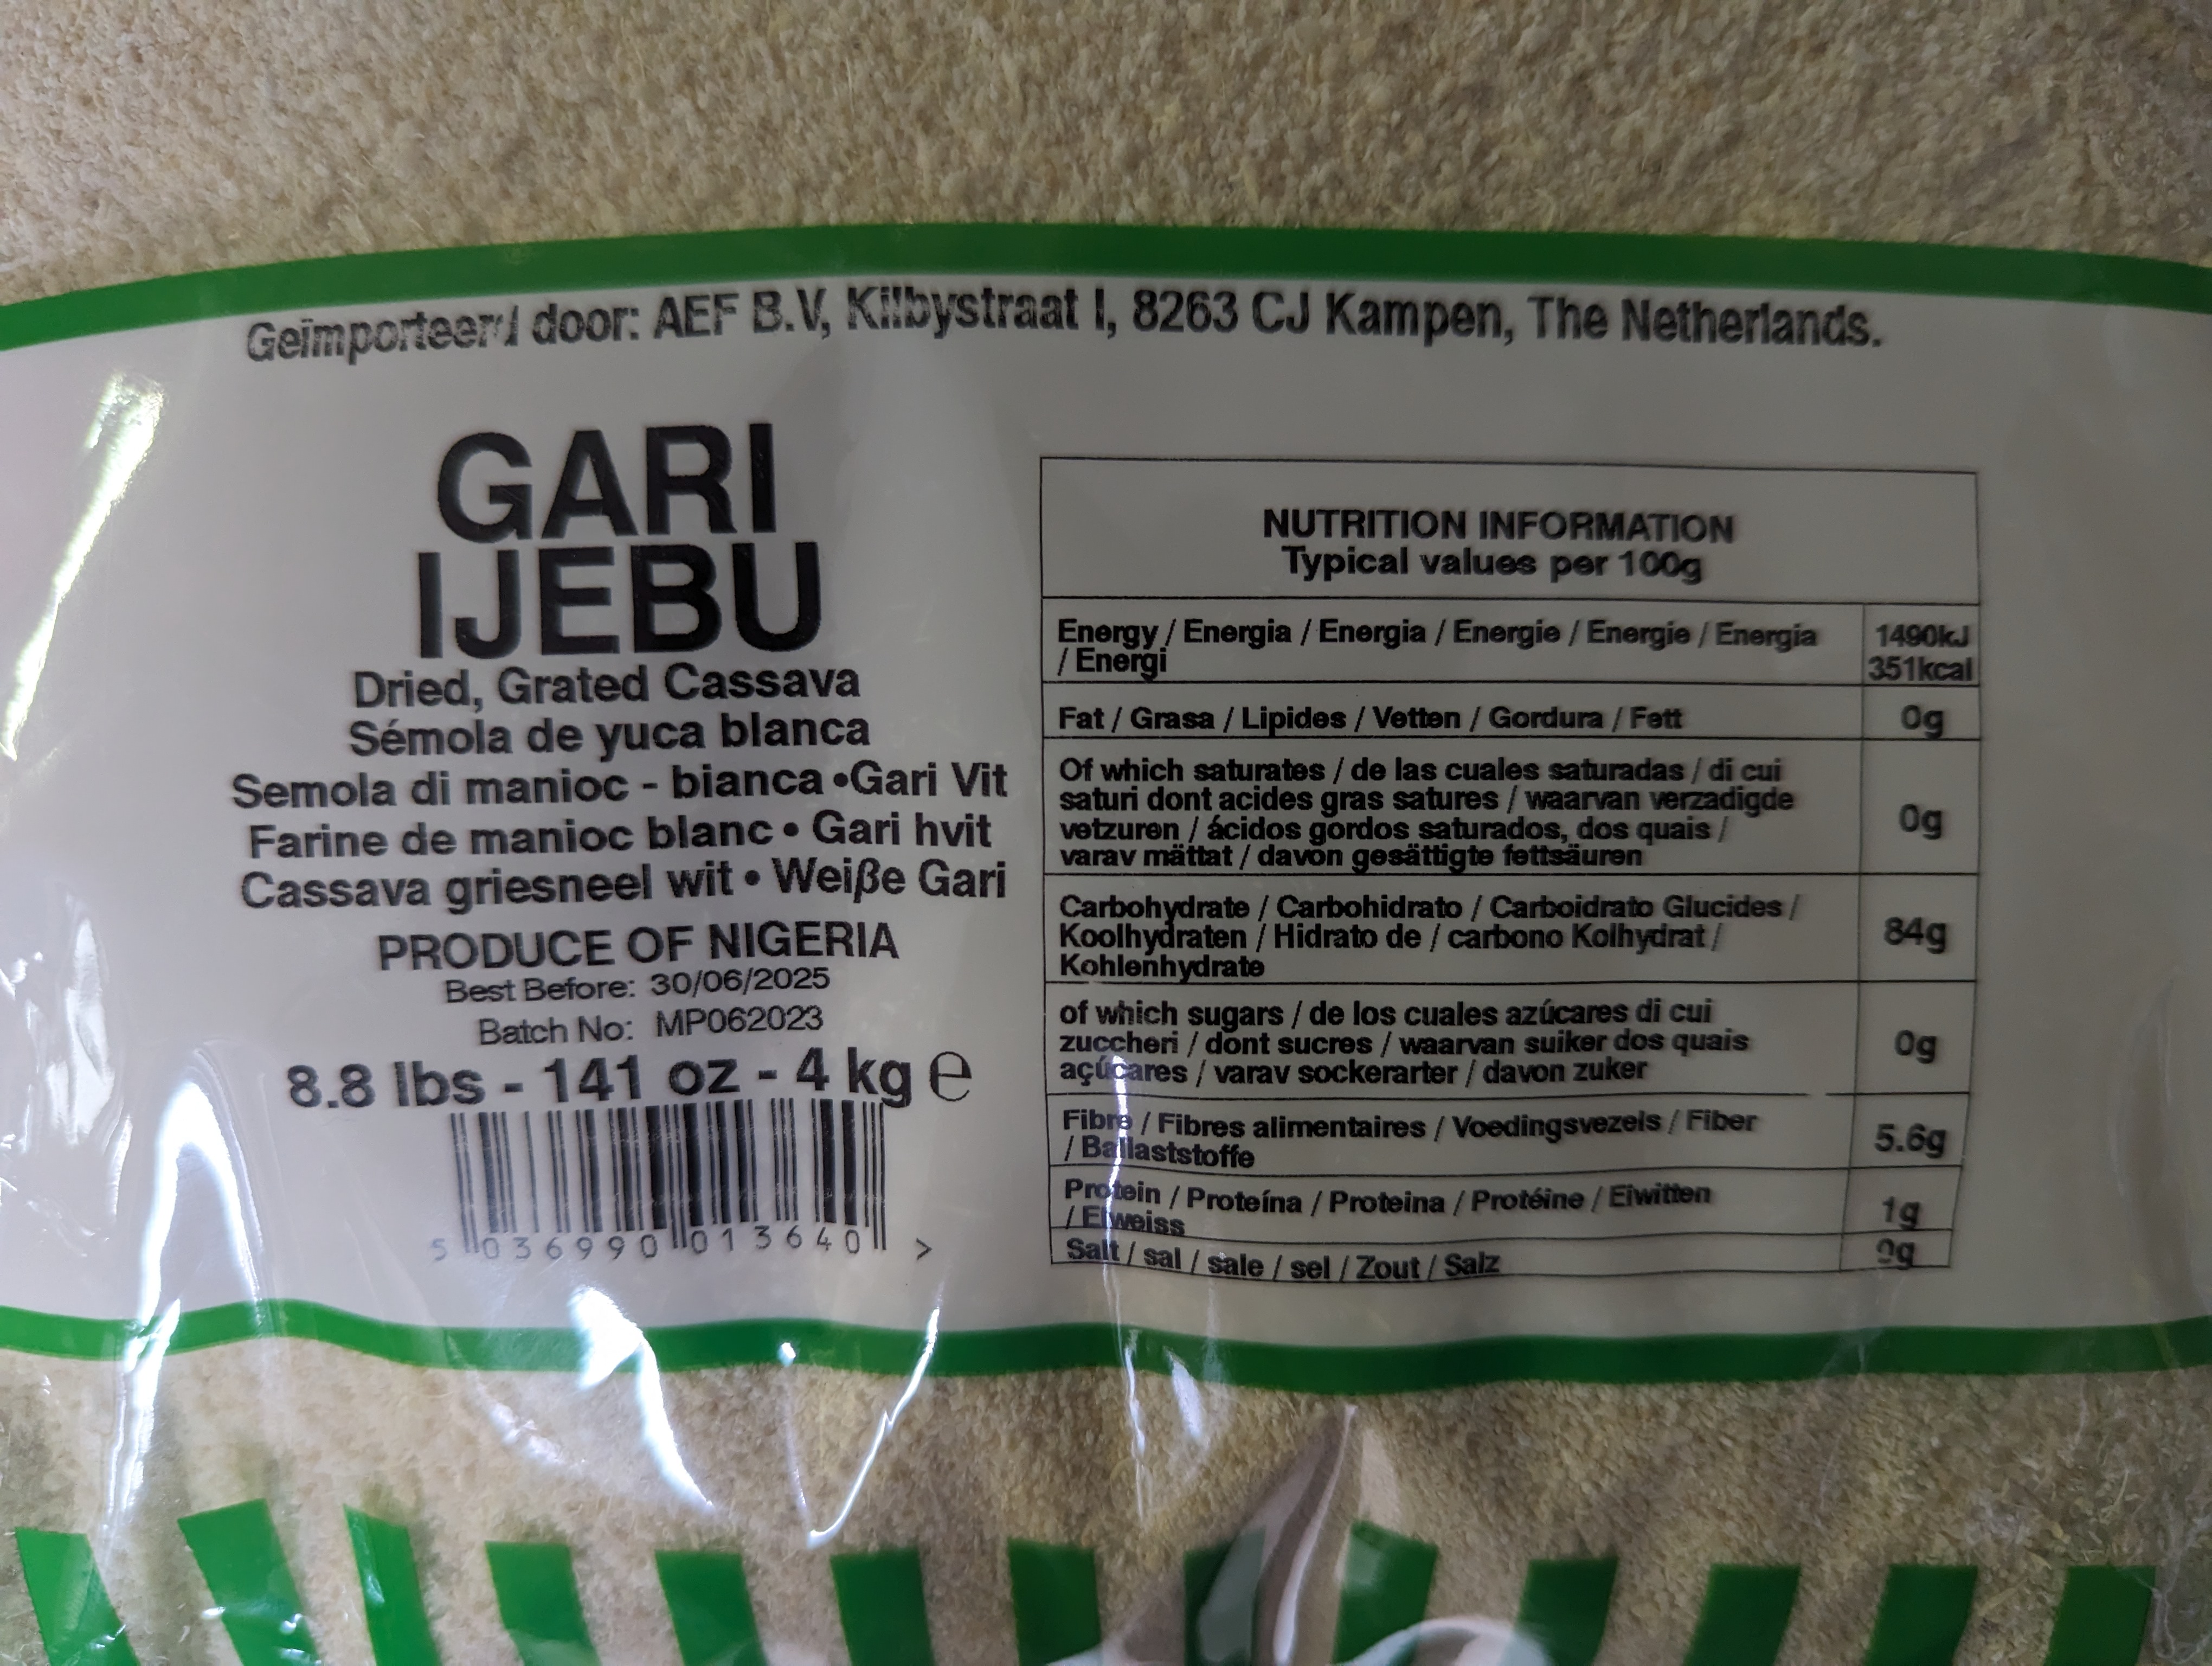 Geïmporteerd door: AEF B.V, Kilbystraat I, 8263 CJ Kampen, The Netherlands.
GARI
IJEBU
Dried, Grated Cassava
Sémola de yuca blanca
Semola di manioc - bianca •Gari Vit
Farine de manioc blanc • Gari hvit
Cassava griesneel wit • Weiße Gari
PRODUCE OF NIGERIA
Best Before: 30/06/2025
Batch No: MP062023
8.8 lbs - 141 oz - 4 kg ℮
5 036990 013640 >
NUTRITION INFORMATION
Typical values per 100g
Energy / Energia / Energia / Energie / Energie / Energia
/ Energi
1490kJ
351kcal
Fat / Grasa / Lipides / Vetten / Gordura / Fett
0g
Of which saturates / de las cuales saturadas / di cui
saturi dont acides gras satures / waarvan verzadigde
vetzuren / ácidos gordos saturados, dos quais /
varav mättat / davon gesättigte fettsäuren
0g
Carbohydrate / Carbohidrato / Carboidrato Glucides /
Koolhydraten / Hidrato de / carbono Kolhydrat /
Kohlenhydrate
84g
of which sugars / de los cuales azúcares di cui
zuccheri / dont sucres / waarvan suiker dos quais
açúcares / varav sockerarter / davon zuker
0g
Fibre / Fibres alimentaires / Voedingsvezels / Fiber
/ Ballaststoffe
5.6g
Protein / Proteína / Proteina / Protéine / Eiwitten
/ Eiweiss
1g
Salt / sal / sale / sel / Zout / Salz
0g